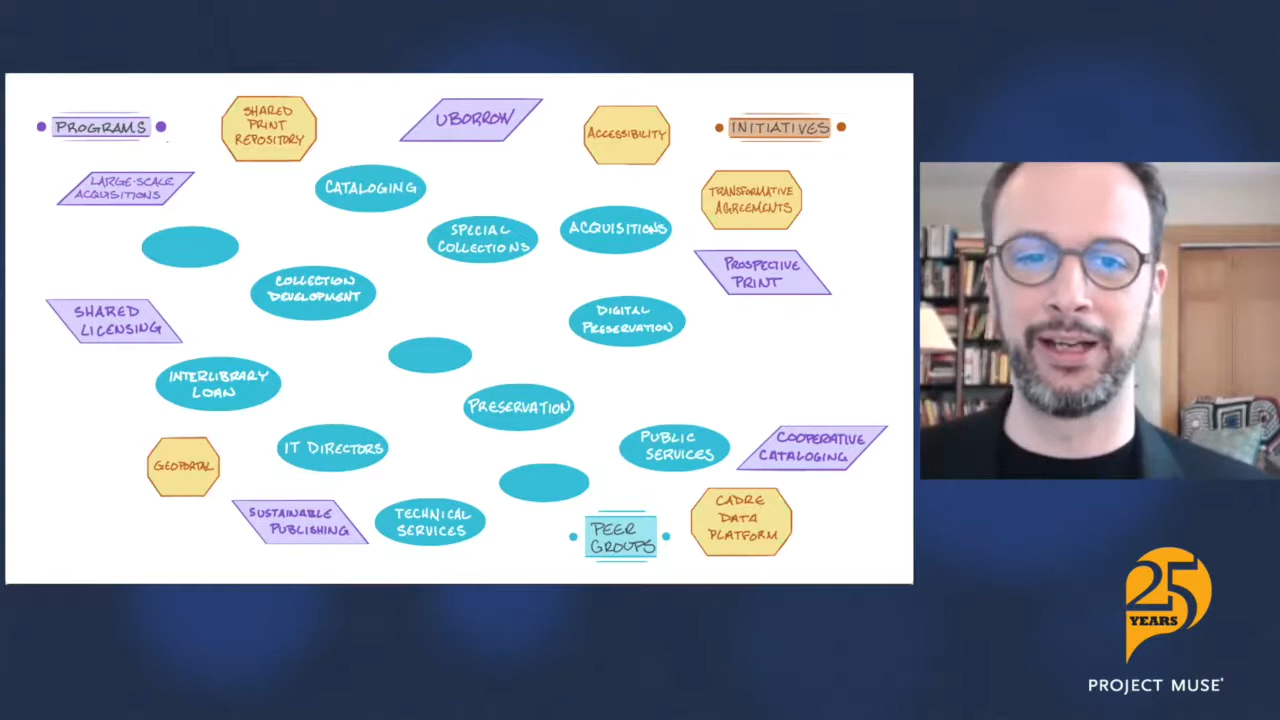 PROGRAMS
SHARED
PRINT
REPOSITORY
UBORROW
ACCESSIBILITY
INITIATIVES
LARGE-SCALE
ACQUISITIONS
CATALOGING
TRANSFORMATIVE
AGREEMENTS
SPECIAL
COLLECTIONS
ACQUISITIONS
COLLECTION
DEVELOPMENT
PROSPECTIVE
PRINT
SHARED
LICENSING
DIGITAL
PRESERVATION
INTERLIBRARY
LOAN
PRESERVATION
IT DIRECTORS
PUBLIC
SERVICES
COOPERATIVE
CATALOGING
GEOPORTAL
SUSTAINABLE
PUBLISHING
TECHNICAL
SERVICES
PEER
GROUPS
CADRE
DATA
PLATFORM
25
YEARS
PROJECT MUSE